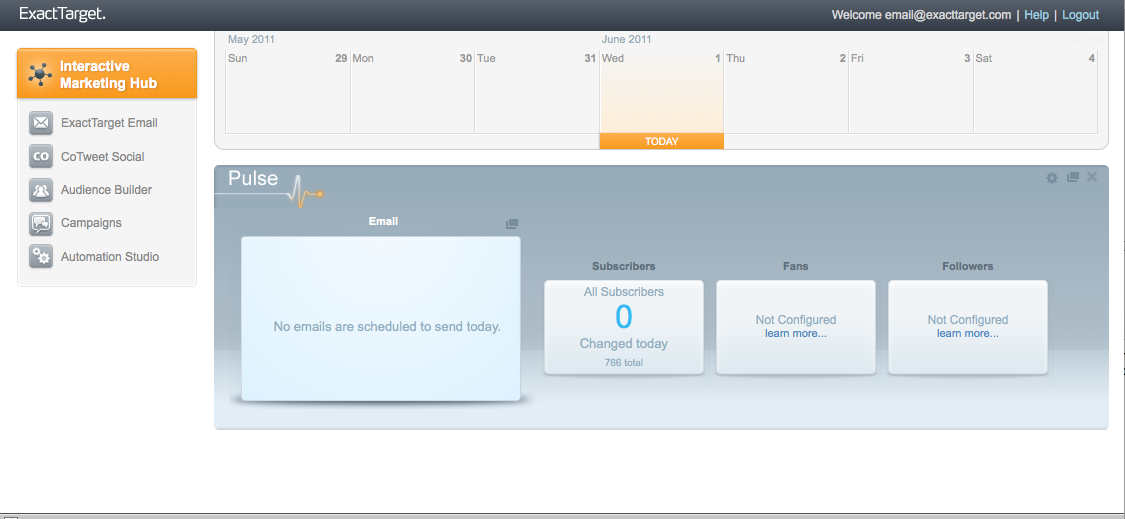 ExactTarget.
Welcome email@exacttarget.com | Help | Logout
Interactive
Marketing Hub
ExactTarget Email
CO CoTweet Social
Audience Builder
Campaigns
Automation Studio
May 2011 June 2011
Sun 29 Mon 30 Tue 31 Wed 1 Thu 2 Fri 3 Sat 4
TODAY
Pulse
Email
No emails are scheduled to send today.
Subscribers
All Subscribers
0
Changed today
766 total
Fans
Not Configured
learn more...
Followers
Not Configured
learn more...